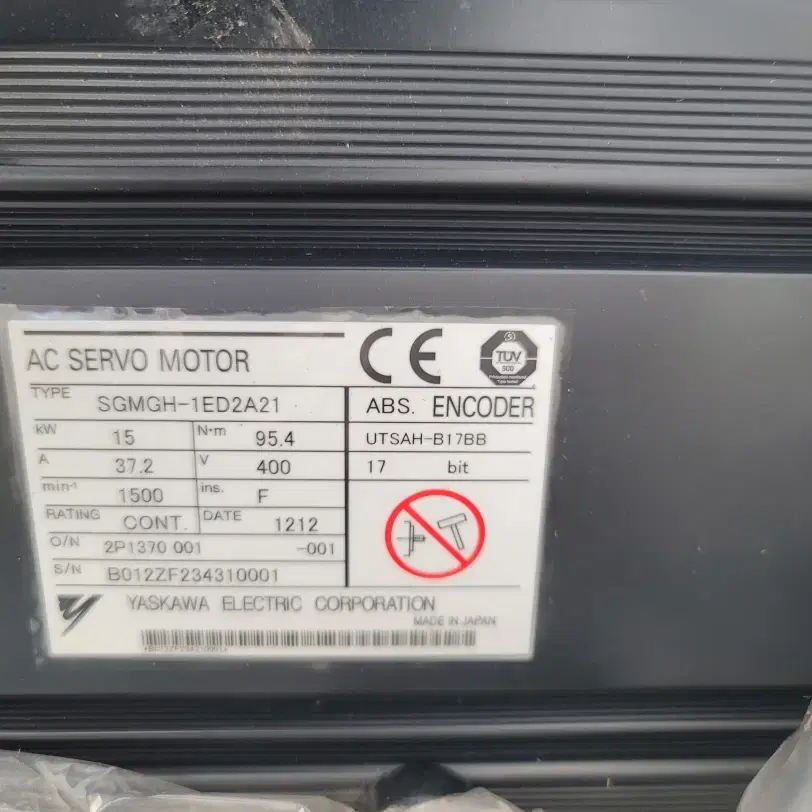 AC SERVO MOTOR
CE
TÜV
TYPE SGMGH-1ED2A21
ABS. ENCODER
kW 15 N·m 95.4
UTSAH-B17BB
A 37.2 V 400
17 bit
min⁻¹ 1500 ins. F
RATING CONT. DATE 1212
O/N 2P1370 001 -001
S/N B012ZF234310001
YASKAWA ELECTRIC CORPORATION
MADE IN JAPAN
*B012ZF234310001*